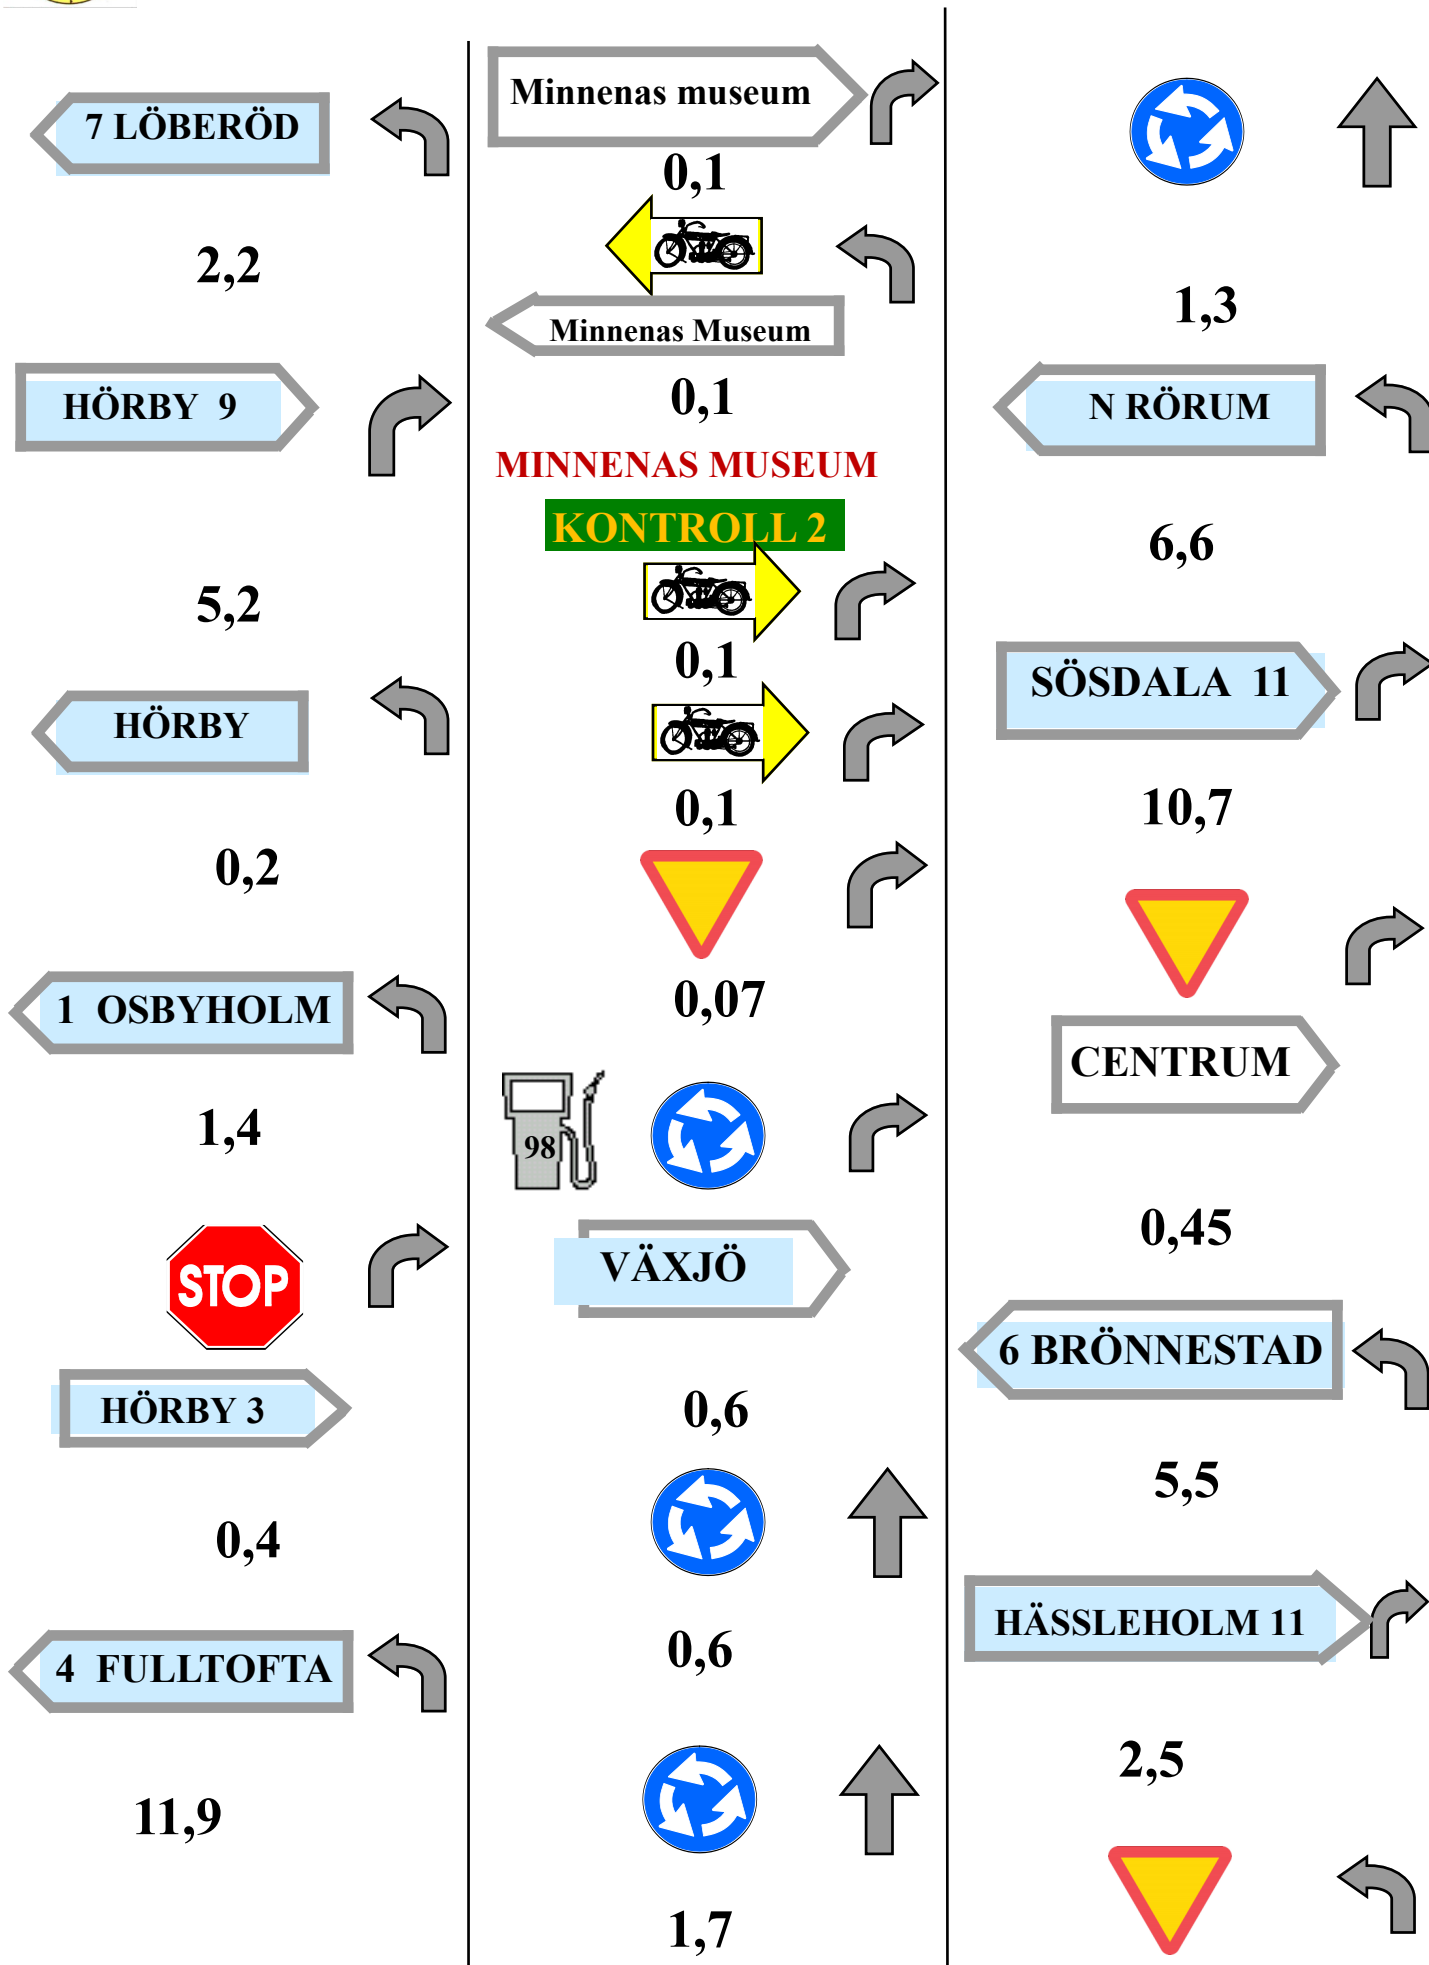 7 LÖBERÖD
2,2
HÖRBY 9
5,2
HÖRBY
0,2
1 OSBYHOLM
1,4
STOP
HÖRBY 3
0,4
4 FULLTOFTA
11,9
Minnenas museum
0,1
Minnenas Museum
0,1
MINNENAS MUSEUM
KONTROLL 2
0,1
0,1
0,07
98
VÄXJÖ
0,6
0,6
1,7
1,3
N RÖRUM
6,6
SÖSDALA 11
10,7
CENTRUM
0,45
6 BRÖNNESTAD
5,5
HÄSSLEHOLM 11
2,5